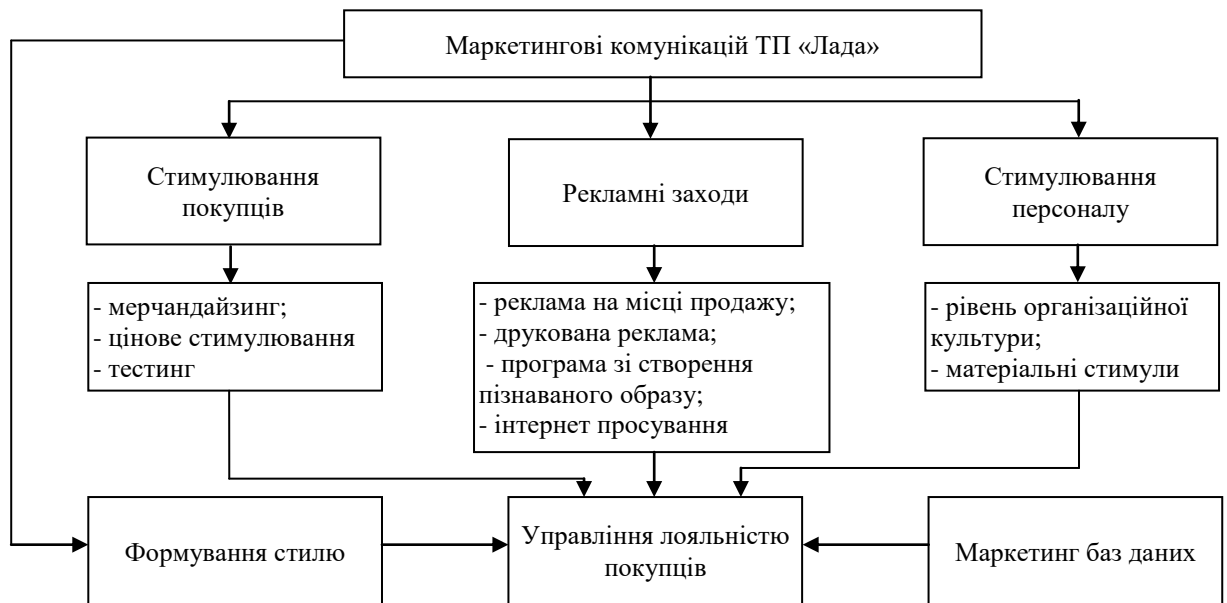 Маркетингові комунікацій ТП «Лада»
Стимулювання
покупців
Рекламні заходи
Стимулювання
персоналу
- мерчандайзинг;
- цінове стимулювання
- тестинг
- реклама на місці продажу;
- друкована реклама;
- програма зі створення
пізнаваного образу;
- інтернет просування
- рівень організаційної
культури;
- матеріальні стимули
Формування стилю
Управління лояльністю
покупців
Маркетинг баз даних